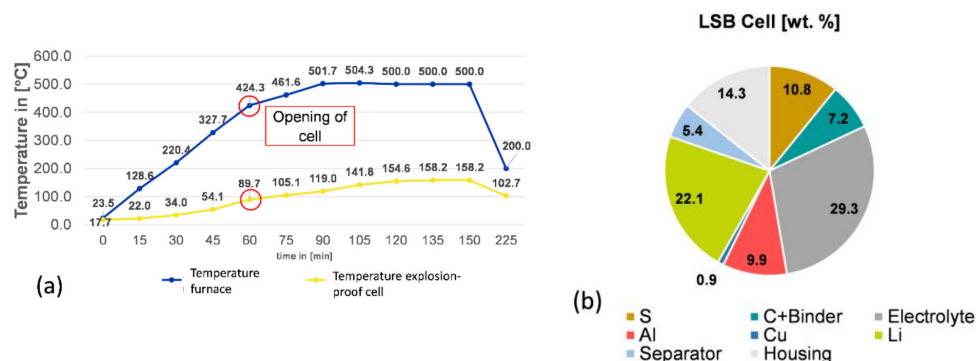 600.0
500.0
400.0
300.0
200.0
100.0
0.0
Temperature in [°C]
23.5 128.6 220.4 327.7 424.3 461.6 501.7 504.3 500.0 500.0 500.0 200.0
17.7 22.0 34.0 54.1 89.7 105.1 119.0 141.8 154.6 158.2 158.2 102.7
Opening of
cell
0 15 30 45 60 75 90 105 120 135 150 225
time in [min]
Temperature
furnace
Temperature explosion-
proof cell
(a)
LSB Cell [wt. %]
10.8
7.2
29.3
9.9
0.9
22.1
5.4
14.3
S C+Binder Electrolyte
Al Cu Li
Separator Housing
(b)